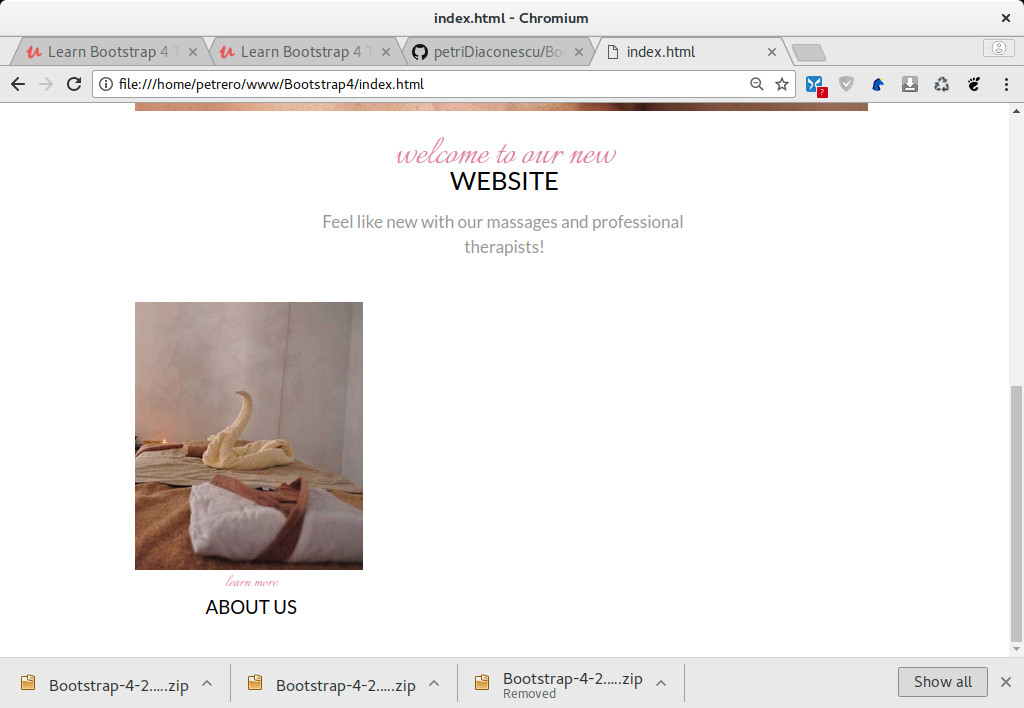 index.html - Chromium
Learn Bootstrap 4 T
Learn Bootstrap 4 T
petriDiaconescu/Bo
index.html
file:///home/petrero/www/Bootstrap4/index.html
?
welcome to our new
WEBSITE
Feel like new with our massages and professional
therapists!
learn more
ABOUT US
Bootstrap-4-2.....zip
Bootstrap-4-2.....zip
Bootstrap-4-2.....zip
Removed
Show all